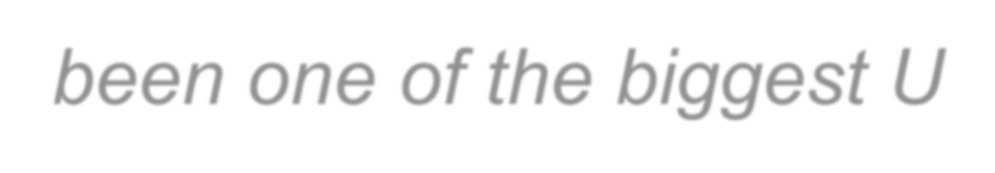 been one of the biggest U